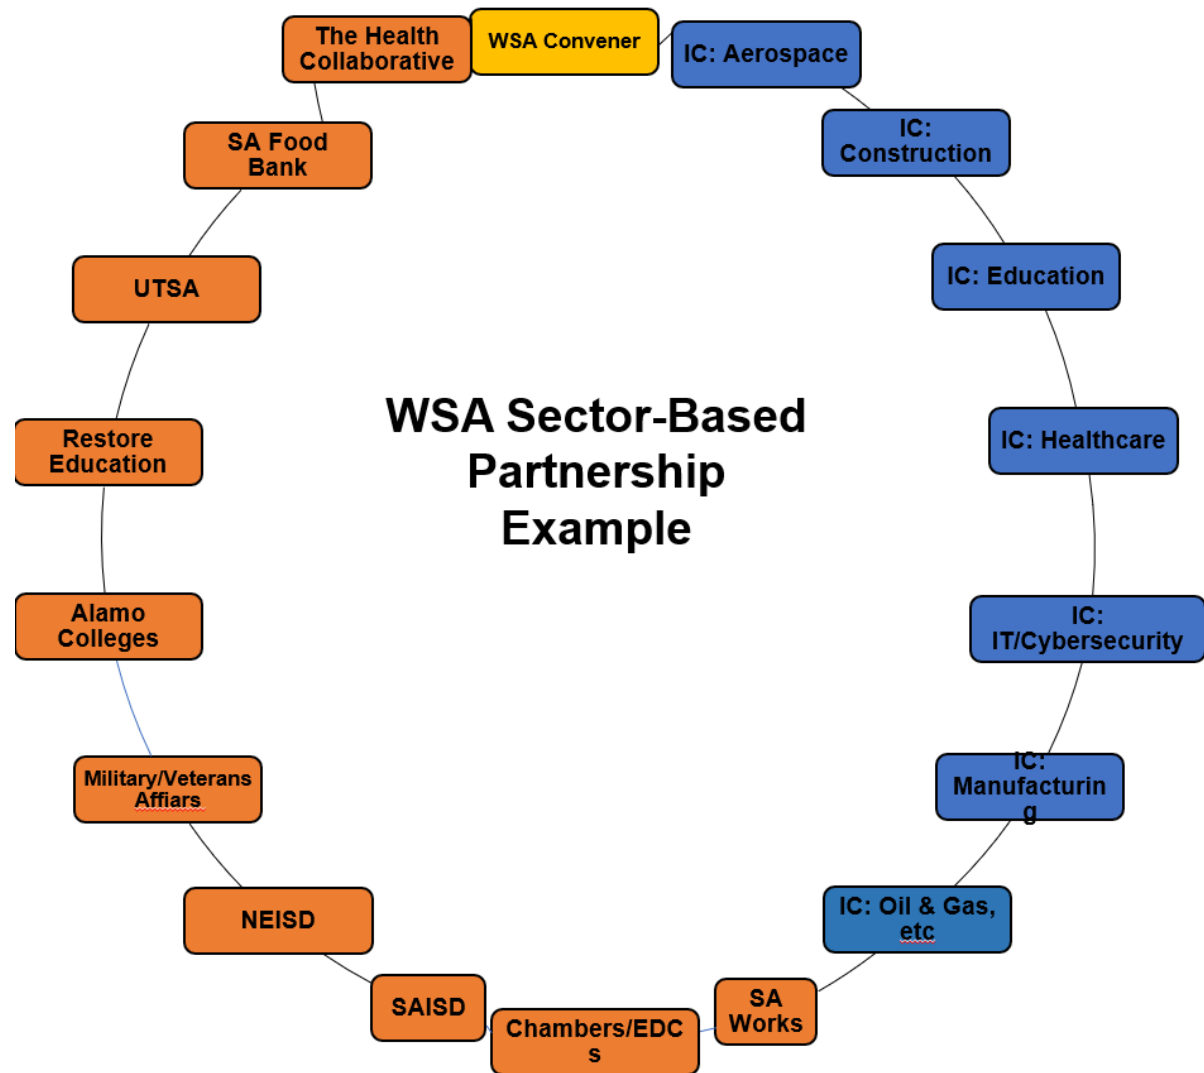 The Health
Collaborative
WSA Convener
IC: Aerospace
IC:
Construction
IC: Education
IC: Healthcare
IC:
IT/Cybersecurity
IC:
Manufacturin
g
IC: Oil & Gas,
etc
SA
Works
Chambers/EDC
s
SAISD
NEISD
Military/Veterans
Affiars
Alamo
Colleges
Restore
Education
UTSA
SA Food
Bank
WSA Sector-Based
Partnership
Example